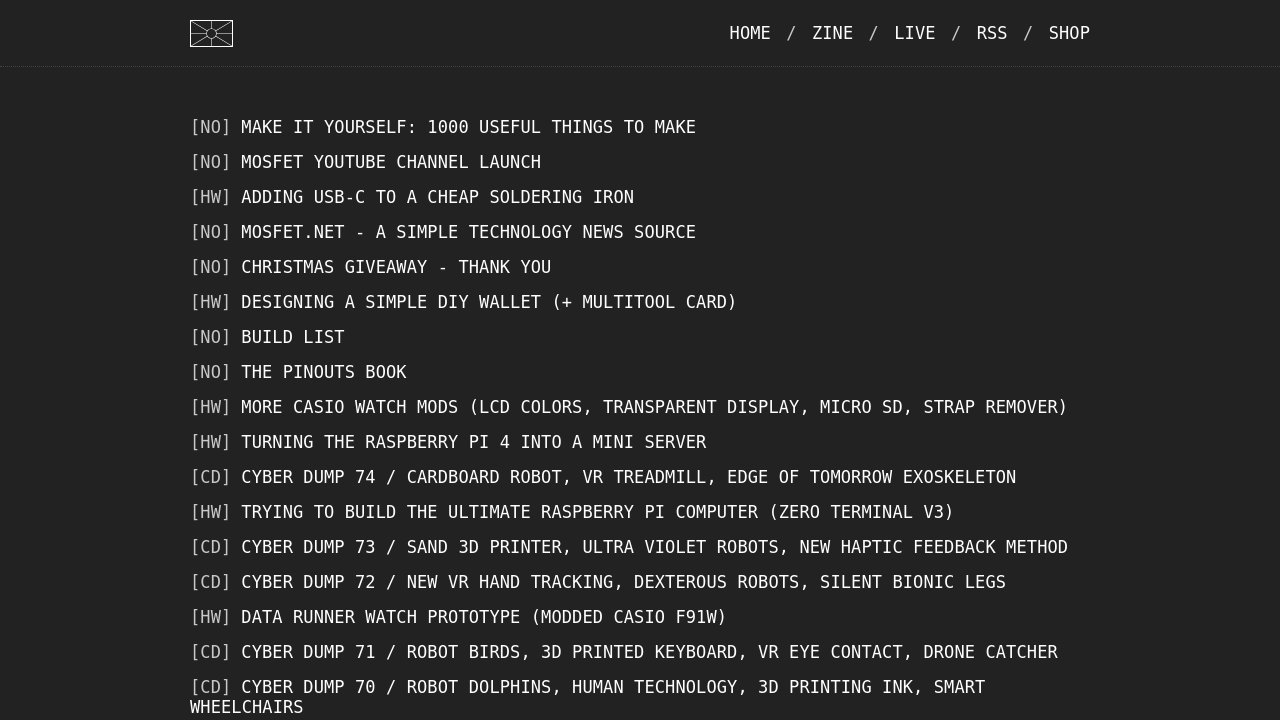 HOME / ZINE / LIVE / RSS / SHOP
[NO] MAKE IT YOURSELF: 1000 USEFUL THINGS TO MAKE
[NO] MOSFET YOUTUBE CHANNEL LAUNCH
[HW] ADDING USB-C TO A CHEAP SOLDERING IRON
[NO] MOSFET.NET - A SIMPLE TECHNOLOGY NEWS SOURCE
[NO] CHRISTMAS GIVEAWAY - THANK YOU
[HW] DESIGNING A SIMPLE DIY WALLET (+ MULTITOOL CARD)
[NO] BUILD LIST
[NO] THE PINOUTS BOOK
[HW] MORE CASIO WATCH MODS (LCD COLORS, TRANSPARENT DISPLAY, MICRO SD, STRAP REMOVER)
[HW] TURNING THE RASPBERRY PI 4 INTO A MINI SERVER
[CD] CYBER DUMP 74 / CARDBOARD ROBOT, VR TREADMILL, EDGE OF TOMORROW EXOSKELETON
[HW] TRYING TO BUILD THE ULTIMATE RASPBERRY PI COMPUTER (ZERO TERMINAL V3)
[CD] CYBER DUMP 73 / SAND 3D PRINTER, ULTRA VIOLET ROBOTS, NEW HAPTIC FEEDBACK METHOD
[CD] CYBER DUMP 72 / NEW VR HAND TRACKING, DEXTEROUS ROBOTS, SILENT BIONIC LEGS
[HW] DATA RUNNER WATCH PROTOTYPE (MODDED CASIO F91W)
[CD] CYBER DUMP 71 / ROBOT BIRDS, 3D PRINTED KEYBOARD, VR EYE CONTACT, DRONE CATCHER
[CD] CYBER DUMP 70 / ROBOT DOLPHINS, HUMAN TECHNOLOGY, 3D PRINTING INK, SMART
WHEELCHAIRS